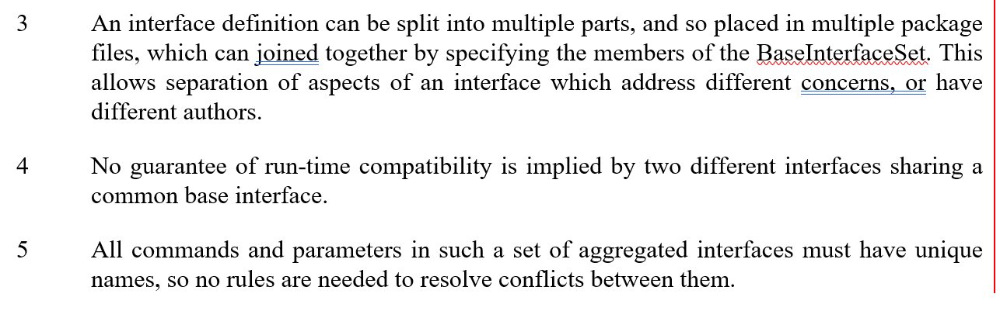 3 An interface definition can be split into multiple parts, and so placed in multiple package
files, which can joined together by specifying the members of the BaseInterfaceSet. This
allows separation of aspects of an interface which address different concerns, or have
different authors.
4 No guarantee of run-time compatibility is implied by two different interfaces sharing a
common base interface.
5 All commands and parameters in such a set of aggregated interfaces must have unique
names, so no rules are needed to resolve conflicts between them.